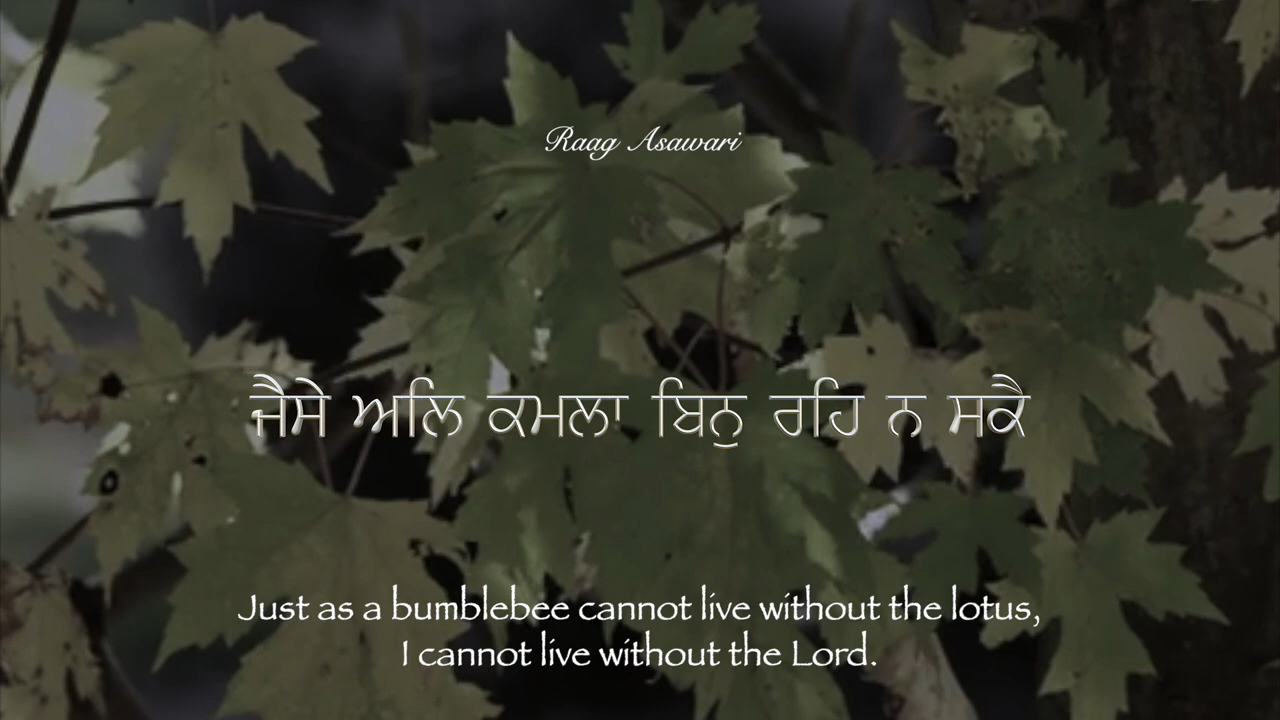 Raag Asawari
ਜੈਸੇ ਅਲਿ ਕਮਲਾ ਬਿਨੁ ਰਹਿ ਨ ਸਕੈ
Just as a bumblebee cannot live without the lotus,
I cannot live without the Lord.